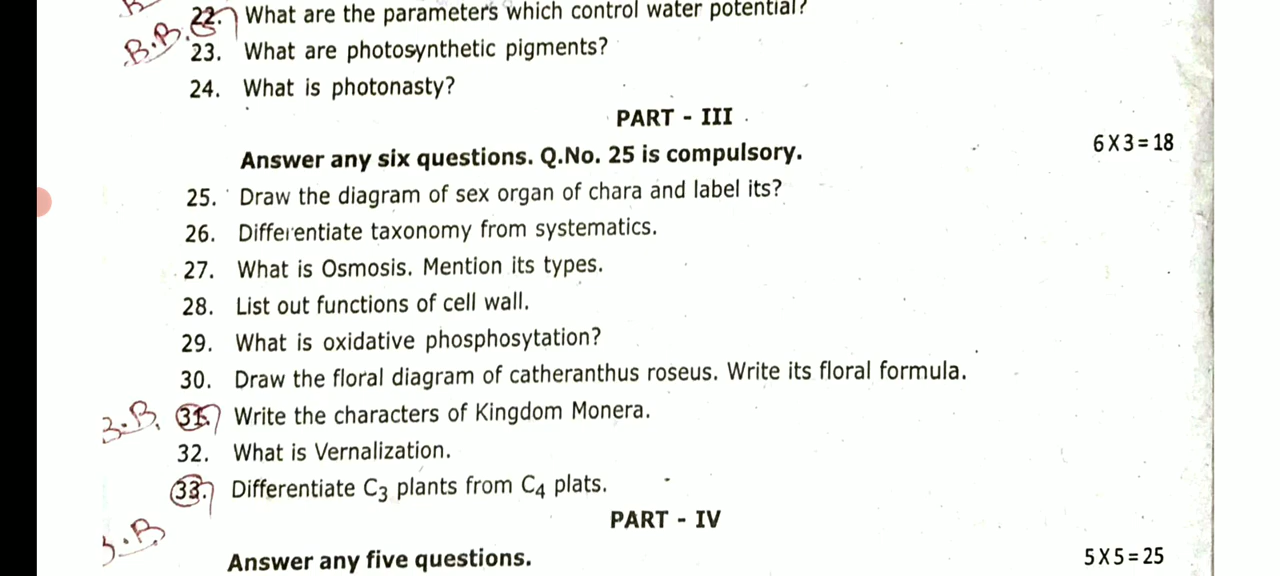 22. What are the parameters which control water potential?
B.B. 23. What are photosynthetic pigments?
24. What is photonasty?
PART - III
Answer any six questions. Q.No. 25 is compulsory. 6 X 3 = 18
25. Draw the diagram of sex organ of chara and label its?
26. Differentiate taxonomy from systematics.
27. What is Osmosis. Mention its types.
28. List out functions of cell wall.
29. What is oxidative phosphosytation?
30. Draw the floral diagram of catheranthus roseus. Write its floral formula.
B.B. 31. Write the characters of Kingdom Monera.
32. What is Vernalization.
33. Differentiate C₃ plants from C₄ plats.
PART - IV
B.B
Answer any five questions. 5 X 5 = 25